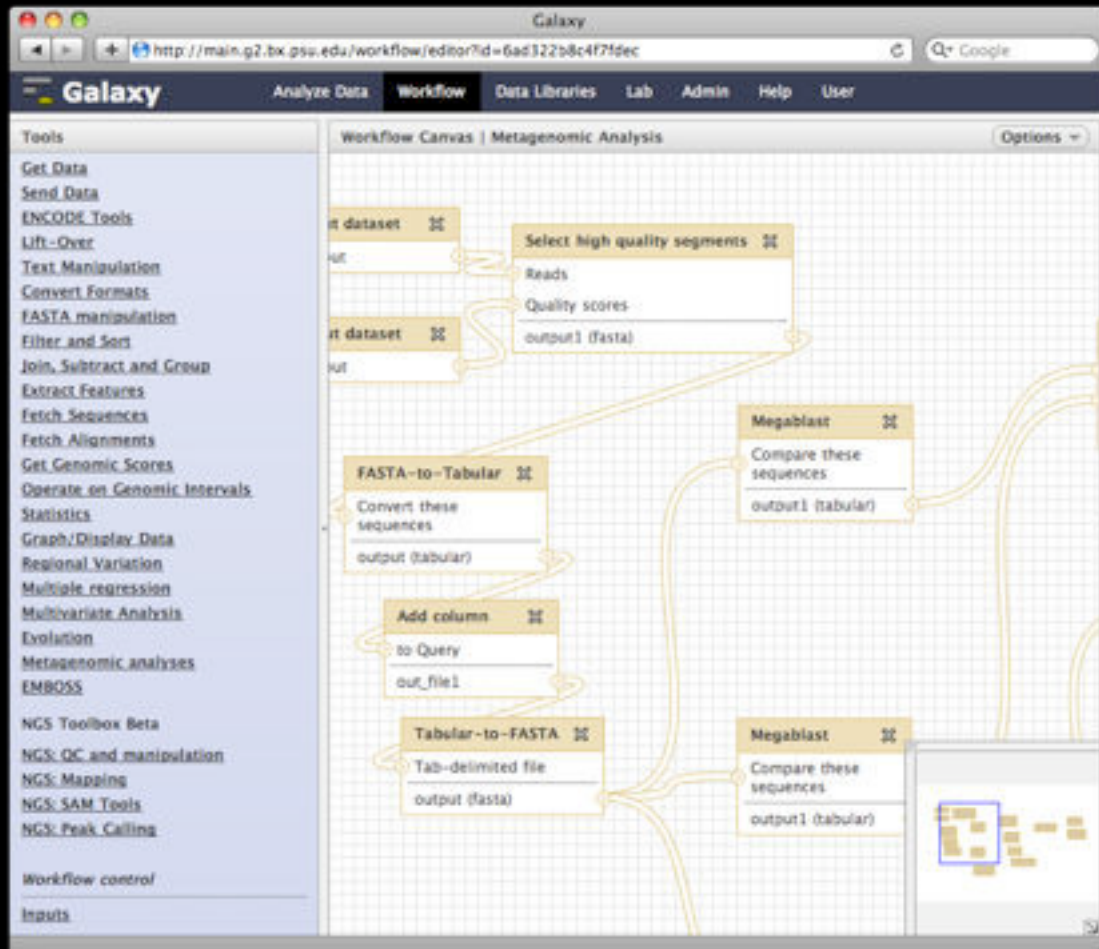 Galaxy
http://main.g2.bx.psu.edu/workflow/editor?id=6ad322b8c4f7fdec
Google
Galaxy
Analyze Data Workflow Data Libraries Lab Admin Help User
Tools
Workflow Canvas | Metagenomic Analysis
Options
Get Data
Send Data
ENCODE Tools
Lift-Over
Text Manipulation
Convert Formats
FASTA manipulation
Filter and Sort
Join, Subtract and Group
Extract Features
Fetch Sequences
Fetch Alignments
Get Genomic Scores
Operate on Genomic Intervals
Statistics
Graph/Display Data
Regional Variation
Multiple regression
Multivariate Analysis
Evolution
Metagenomic analyses
EMBOSS
NGS Toolbox Beta
NGS: QC and manipulation
NGS: Mapping
NGS: SAM Tools
NGS: Peak Calling
Workflow control
Inputs
t dataset
ut
t dataset
ut
Select high quality segments
Reads
Quality scores
output1 (fasta)
FASTA-to-Tabular
Convert these
sequences
output (tabular)
Add column
to Query
out_file1
Tabular-to-FASTA
Tab-delimited file
output (fasta)
Megablast
Compare these
sequences
output1 (tabular)
Megablast
Compare these
sequences
output1 (tabular)